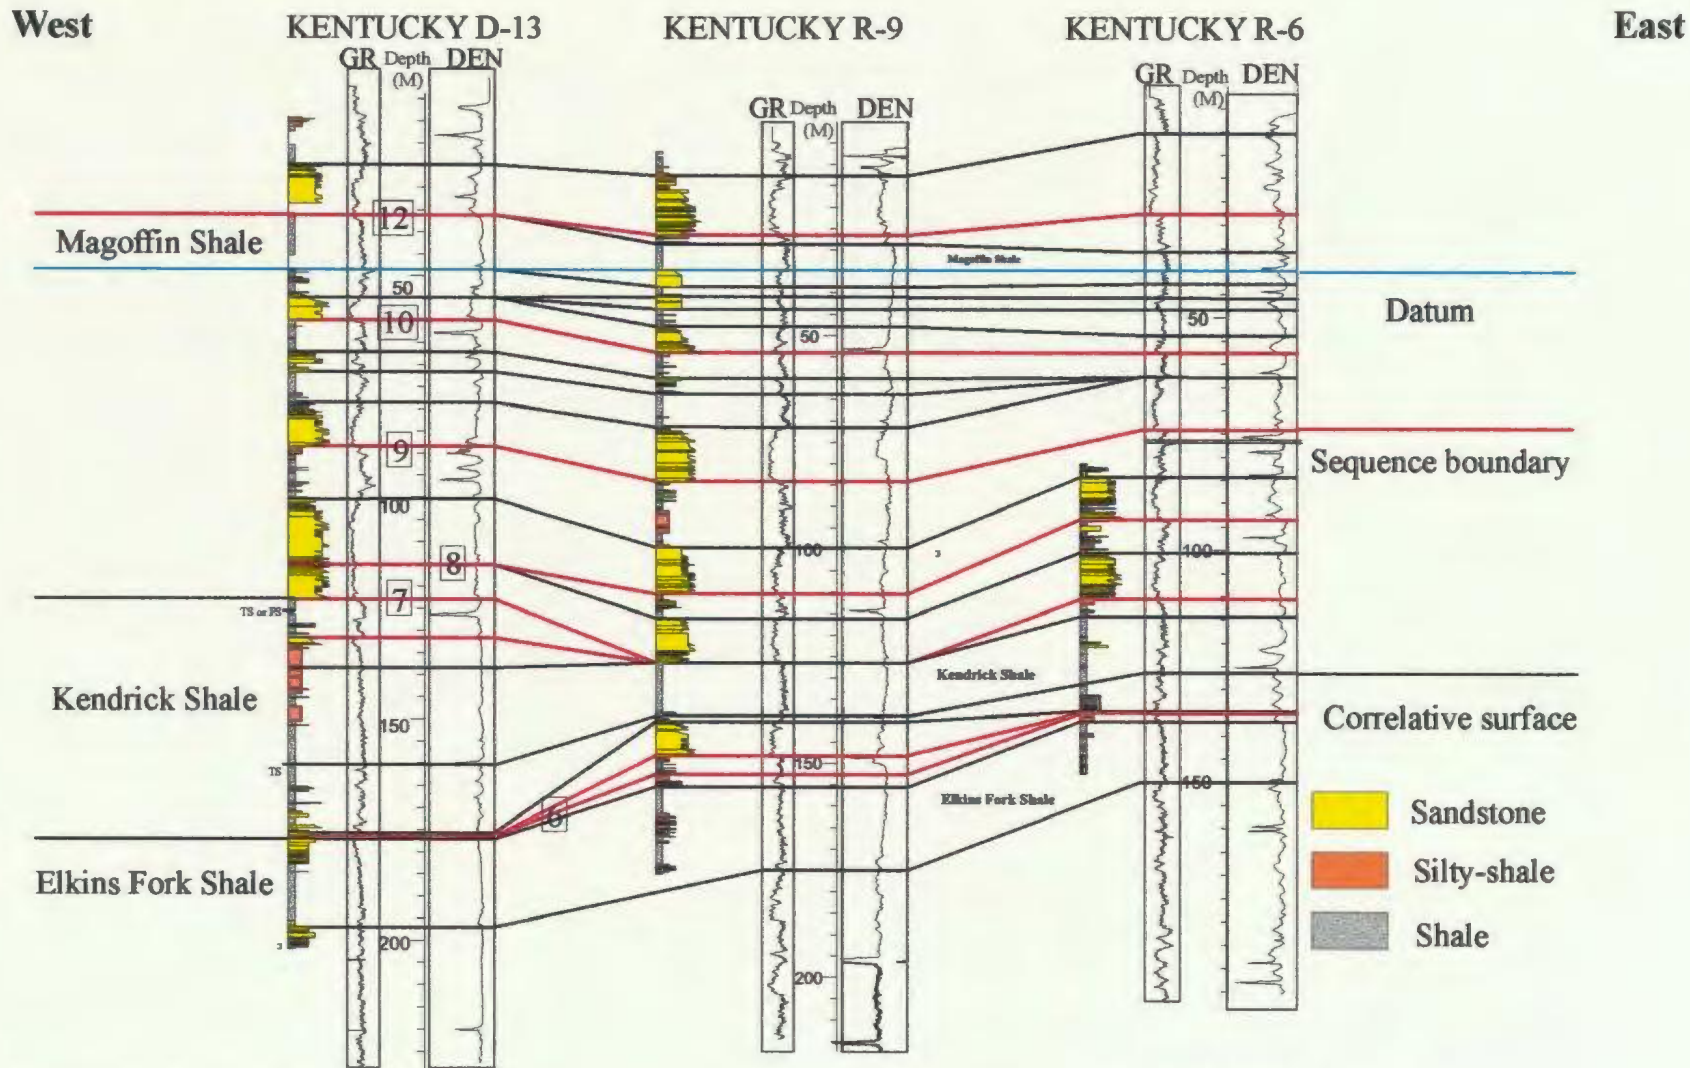 West
KENTUCKY D-13
KENTUCKY R-9
KENTUCKY R-6
East
GR Depth (M) DEN
GR Depth (M) DEN
GR Depth (M) DEN
12
Magoffin Shale
Magoffin Shale
50
10
50
50
Datum
9
Sequence boundary
100
8
100
3
100
7
TS or FS
Kendrick Shale
Kendrick Shale
150
Correlative surface
TS
150
150
6
Elkins Fork Shale
Elkins Fork Shale
Sandstone
Silty-shale
Shale
3
200
200